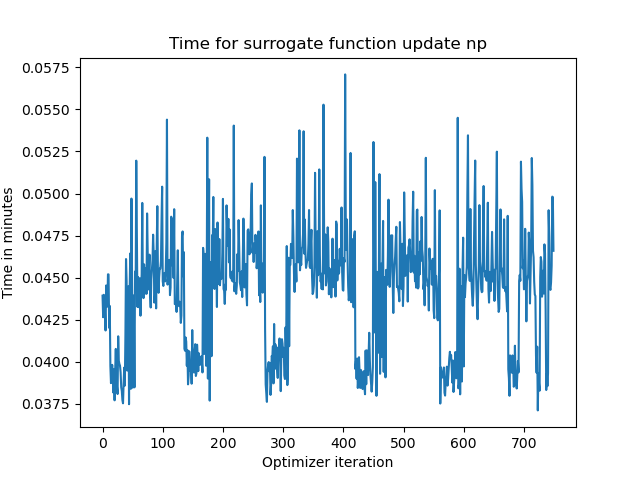 Time for surrogate function update np
0.0575
0.0550
0.0525
0.0500
0.0475
0.0450
0.0425
0.0400
0.0375
Time in minutes
0 100 200 300 400 500 600 700
Optimizer iteration